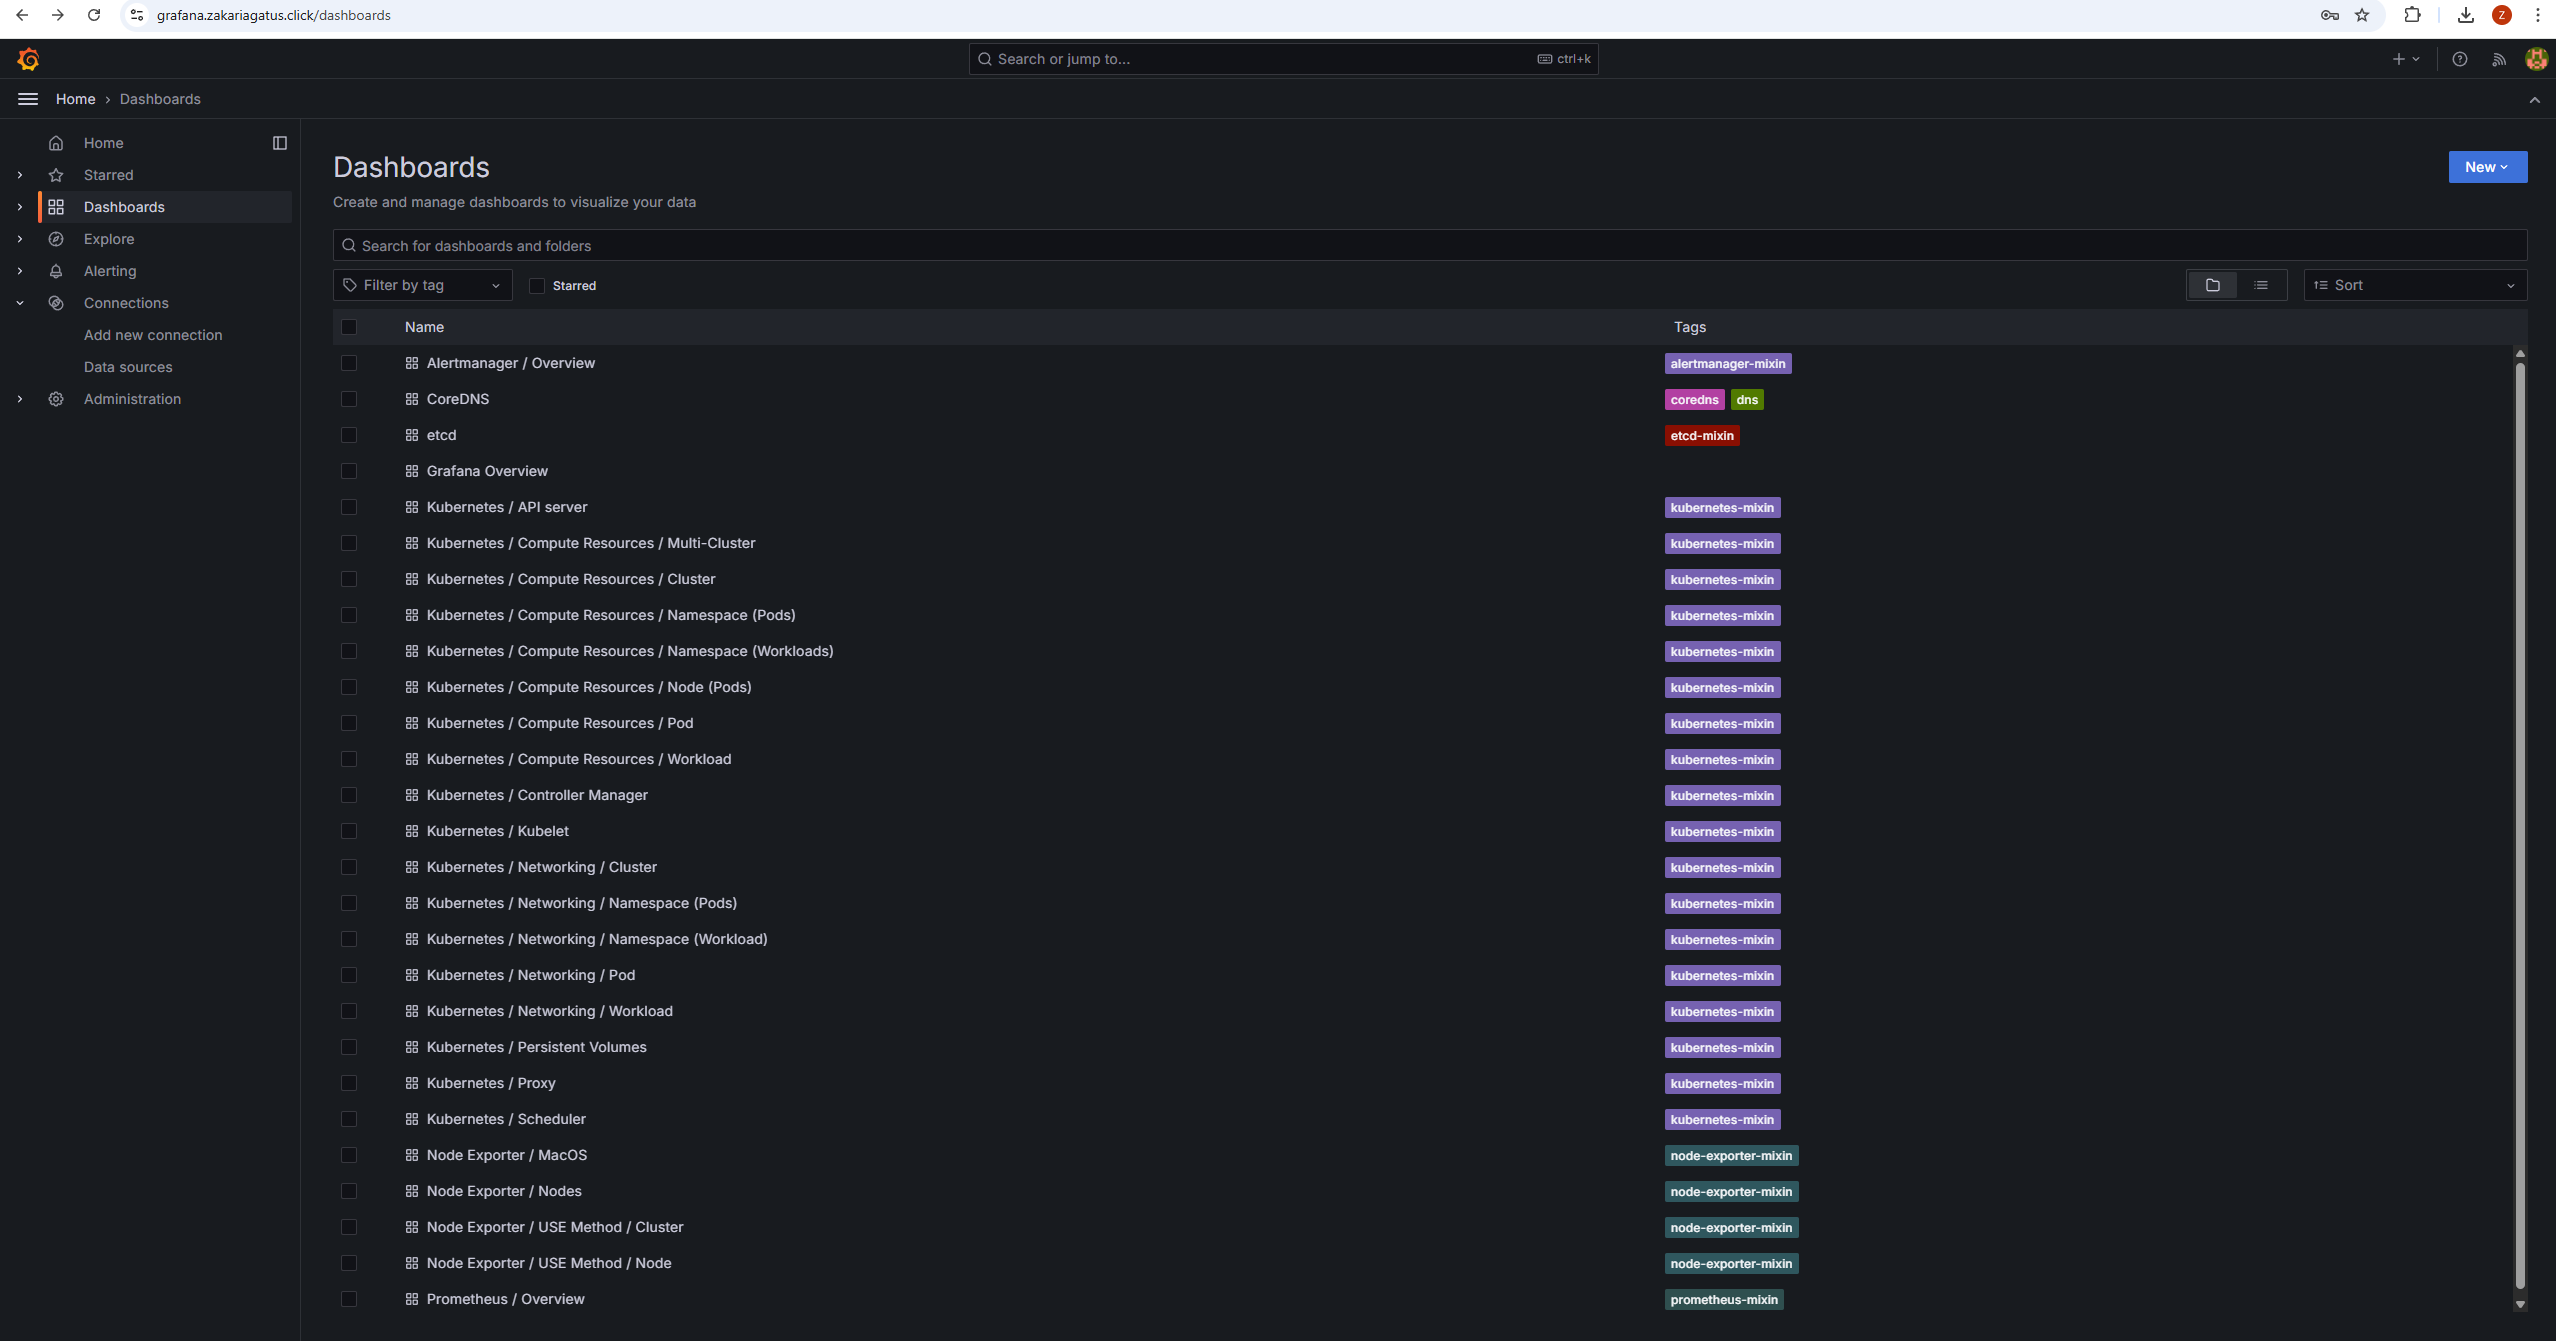 grafana.zakariagatus.click/dashboards
Z
Search or jump to...
ctrl+k
Home
Dashboards
Home
Starred
Dashboards
Explore
Alerting
Connections
Add new connection
Data sources
Administration
Dashboards
New
Create and manage dashboards to visualize your data
Search for dashboards and folders
Filter by tag
Starred
Sort
Name Tags
Alertmanager / Overview alertmanager-mixin
CoreDNS coredns dns
etcd etcd-mixin
Grafana Overview
Kubernetes / API server kubernetes-mixin
Kubernetes / Compute Resources / Multi-Cluster kubernetes-mixin
Kubernetes / Compute Resources / Cluster kubernetes-mixin
Kubernetes / Compute Resources / Namespace (Pods) kubernetes-mixin
Kubernetes / Compute Resources / Namespace (Workloads) kubernetes-mixin
Kubernetes / Compute Resources / Node (Pods) kubernetes-mixin
Kubernetes / Compute Resources / Pod kubernetes-mixin
Kubernetes / Compute Resources / Workload kubernetes-mixin
Kubernetes / Controller Manager kubernetes-mixin
Kubernetes / Kubelet kubernetes-mixin
Kubernetes / Networking / Cluster kubernetes-mixin
Kubernetes / Networking / Namespace (Pods) kubernetes-mixin
Kubernetes / Networking / Namespace (Workload) kubernetes-mixin
Kubernetes / Networking / Pod kubernetes-mixin
Kubernetes / Networking / Workload kubernetes-mixin
Kubernetes / Persistent Volumes kubernetes-mixin
Kubernetes / Proxy kubernetes-mixin
Kubernetes / Scheduler kubernetes-mixin
Node Exporter / MacOS node-exporter-mixin
Node Exporter / Nodes node-exporter-mixin
Node Exporter / USE Method / Cluster node-exporter-mixin
Node Exporter / USE Method / Node node-exporter-mixin
Prometheus / Overview prometheus-mixin